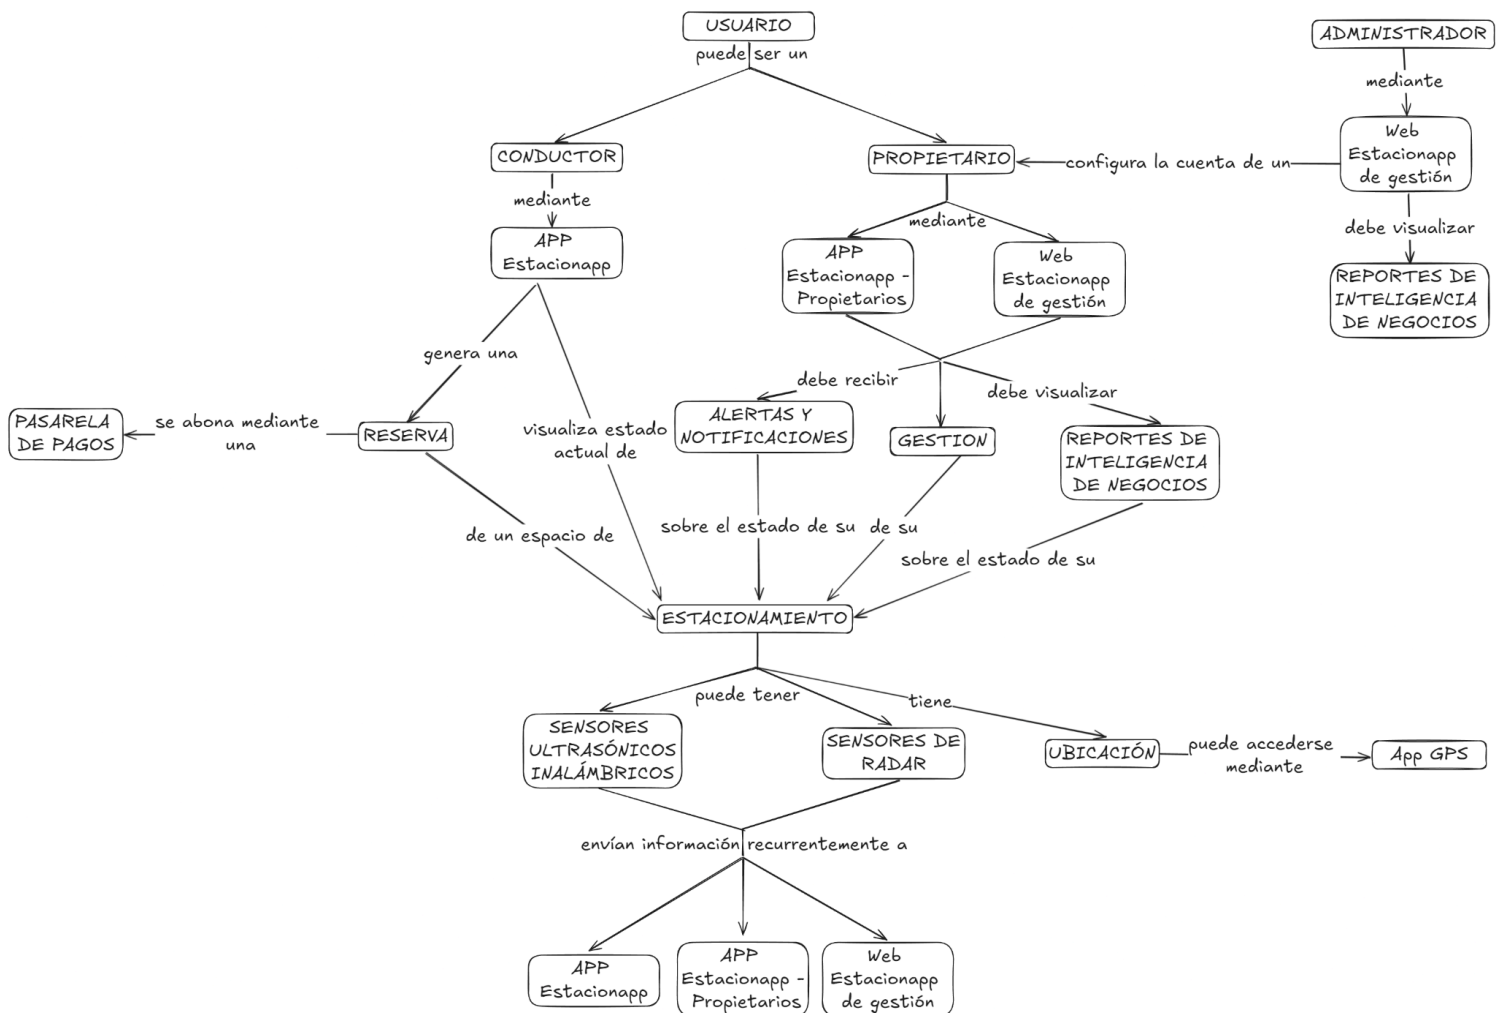 USUARIO
puede ser un
ADMINISTRADOR
mediante
Web
Estacionapp
de gestión
CONDUCTOR
PROPIETARIO
configura la cuenta de un
mediante
mediante
debe visualizar
APP
Estacionapp
APP
Estacionapp -
Propietarios
Web
Estacionapp
de gestión
REPORTES DE
INTELIGENCIA
DE NEGOCIOS
genera una
debe recibir
debe visualizar
PASARELA
DE PAGOS
se abona mediante
una
RESERVA
visualiza estado
actual de
ALERTAS Y
NOTIFICACIONES
GESTION
REPORTES DE
INTELIGENCIA
DE NEGOCIOS
de un espacio de
sobre el estado de su
de su
sobre el estado de su
ESTACIONAMIENTO
puede tener
tiene
SENSORES
ULTRASÓNICOS
INALÁMBRICOS
SENSORES DE
RADAR
UBICACIÓN
puede accederse
mediante
App GPS
envían información recurrentemente a
APP
Estacionapp
APP
Estacionapp -
Propietarios
Web
Estacionapp
de gestión